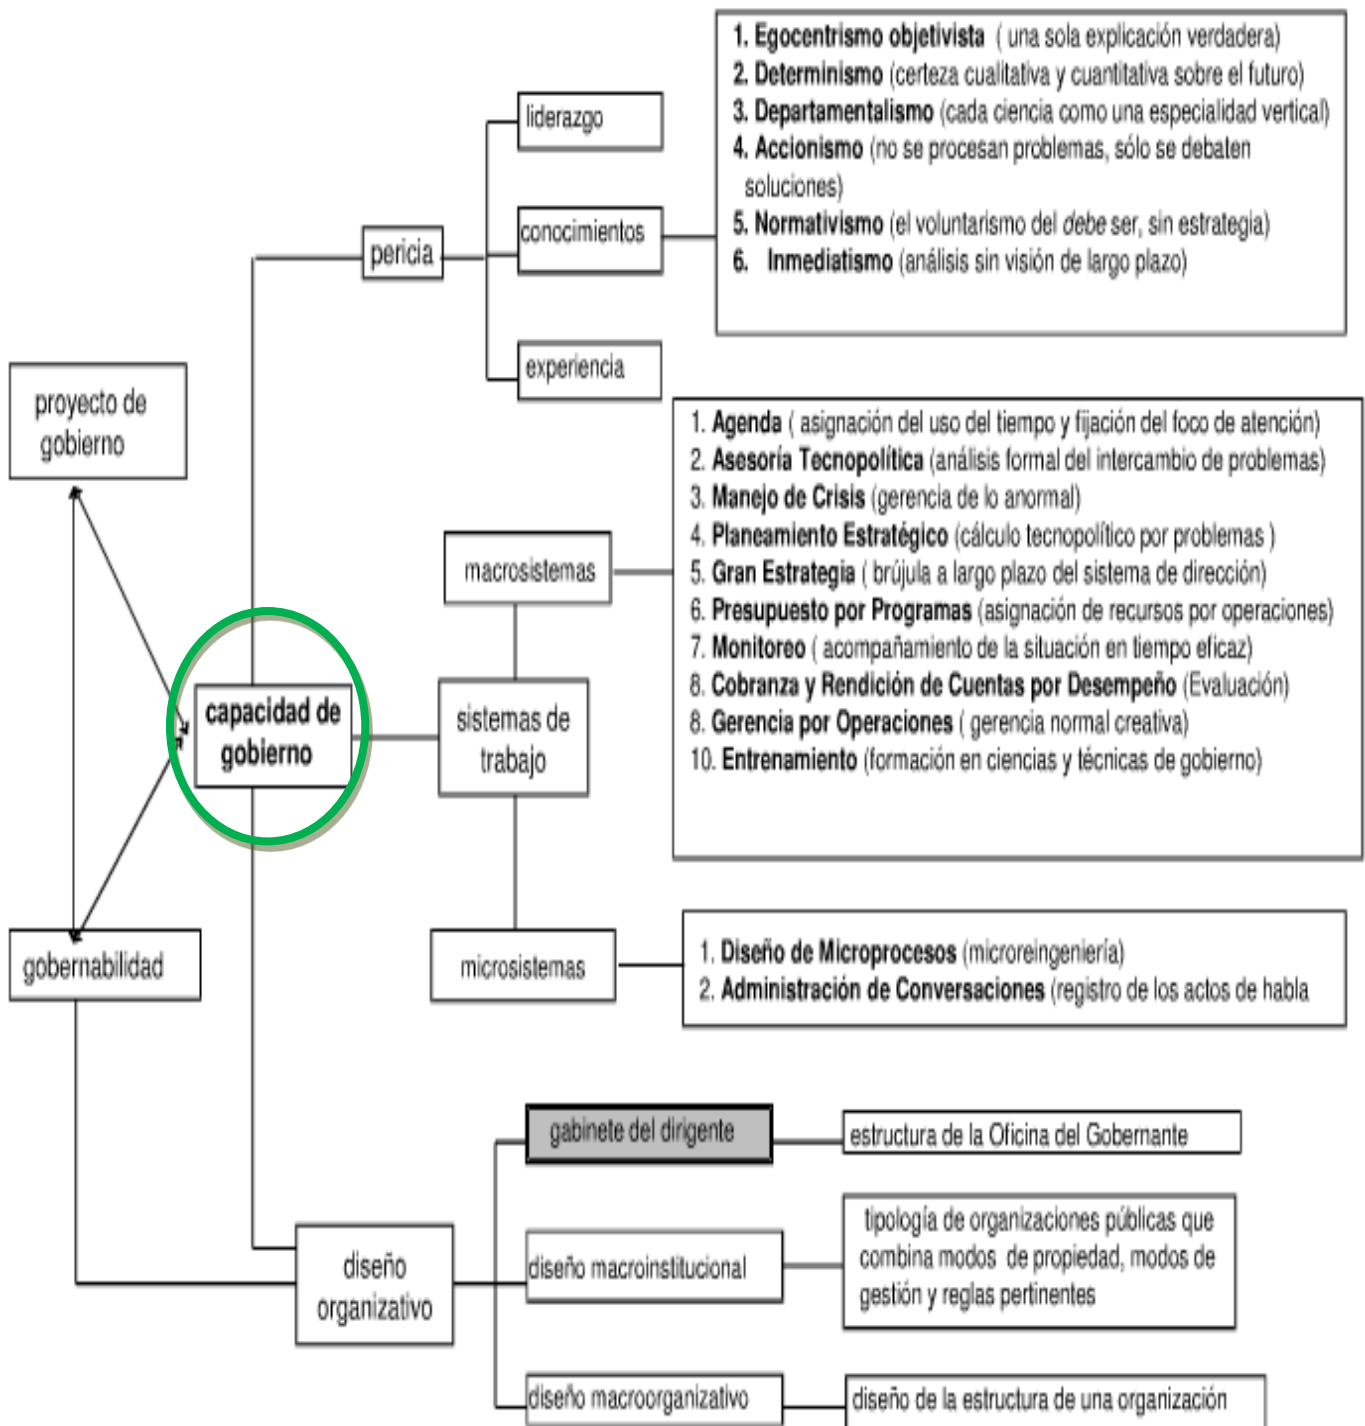 1. Egocentrismo objetivista ( una sola explicación verdadera)
2. Determinismo (certeza cualitativa y cuantitativa sobre el futuro)
3. Departamentalismo (cada ciencia como una especialidad vertical)
4. Accionismo (no se procesan problemas, sólo se debaten
soluciones)
5. Normativismo (el voluntarismo del debe ser, sin estrategia)
6. Inmediatismo (análisis sin visión de largo plazo)
liderazgo
conocimientos
pericia
experiencia
proyecto de
gobierno
1. Agenda ( asignación del uso del tiempo y fijación del foco de atención)
2. Asesoría Tecnopolítica (análisis formal del intercambio de problemas)
3. Manejo de Crisis (gerencia de lo anormal)
4. Planeamiento Estratégico (cálculo tecnopolítico por problemas )
5. Gran Estrategia ( brújula a largo plazo del sistema de dirección)
6. Presupuesto por Programas (asignación de recursos por operaciones)
7. Monitoreo ( acompañamiento de la situación en tiempo eficaz)
8. Cobranza y Rendición de Cuentas por Desempeño (Evaluación)
8. Gerencia por Operaciones ( gerencia normal creativa)
10. Entrenamiento (formación en ciencias y técnicas de gobierno)
macrosistemas
capacidad de
gobierno
sistemas de
trabajo
gobernabilidad
microsistemas
1. Diseño de Microprocesos (microreingeniería)
2. Administración de Conversaciones (registro de los actos de habla
gabinete del dirigente
estructura de la Oficina del Gobernante
diseño
organizativo
diseño macroinstitucional
tipología de organizaciones públicas que
combina modos de propiedad, modos de
gestión y reglas pertinentes
diseño macroorganizativo
diseño de la estructura de una organización